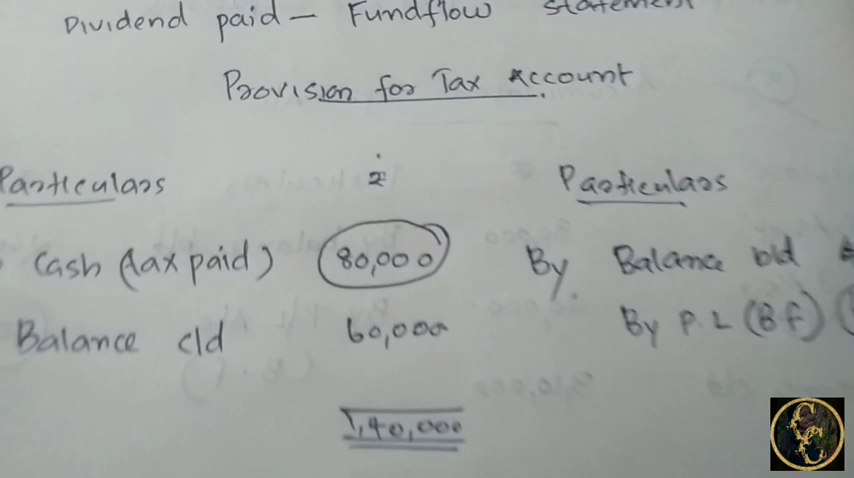 Dividend paid - Fundflow Statement
Provision for Tax Account
Particulars ₹ Particulars
Cash (tax paid) 80,000 By Balance b/d
Balance c/d 60,000 By P.L (B f)
1,40,000